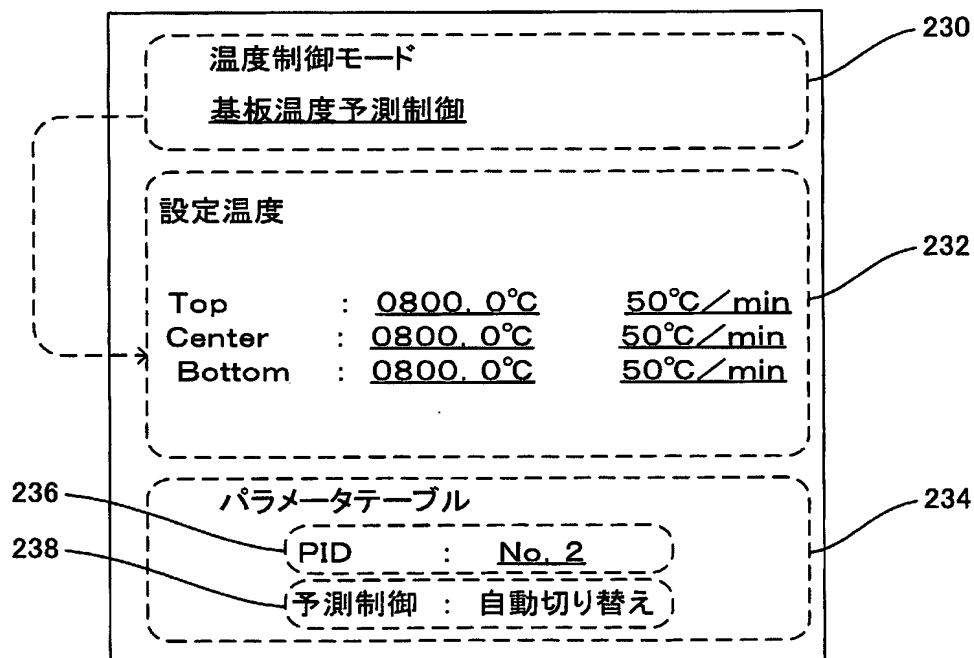 温度制御モード
230
基板温度予測制御
設定温度
232
Top : 0800. 0℃ 50℃/min
Center : 0800. 0℃ 50℃/min
Bottom : 0800. 0℃ 50℃/min
パラメータテーブル
234
236
PID : No. 2
238
予測制御 : 自動切り替え